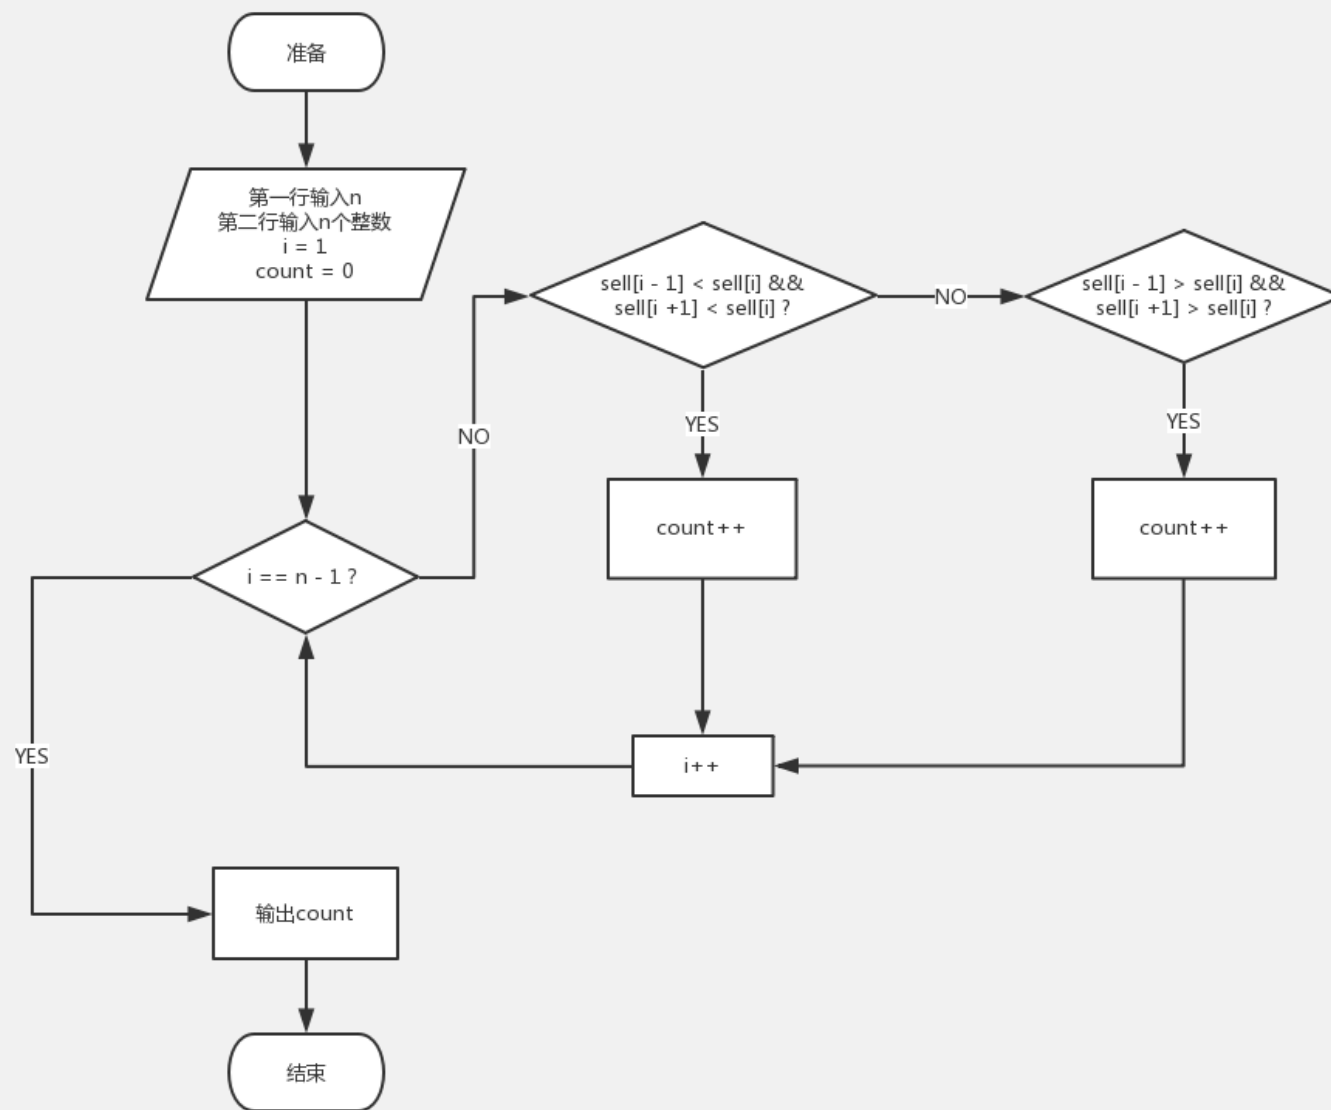 准备
第一行输入n
第二行输入n个整数
i = 1
count = 0
i == n - 1 ?
NO
sell[i - 1] < sell[i] &&
sell[i +1] < sell[i] ?
NO
sell[i - 1] > sell[i] &&
sell[i +1] > sell[i] ?
YES
count++
YES
count++
i++
YES
输出count
结束